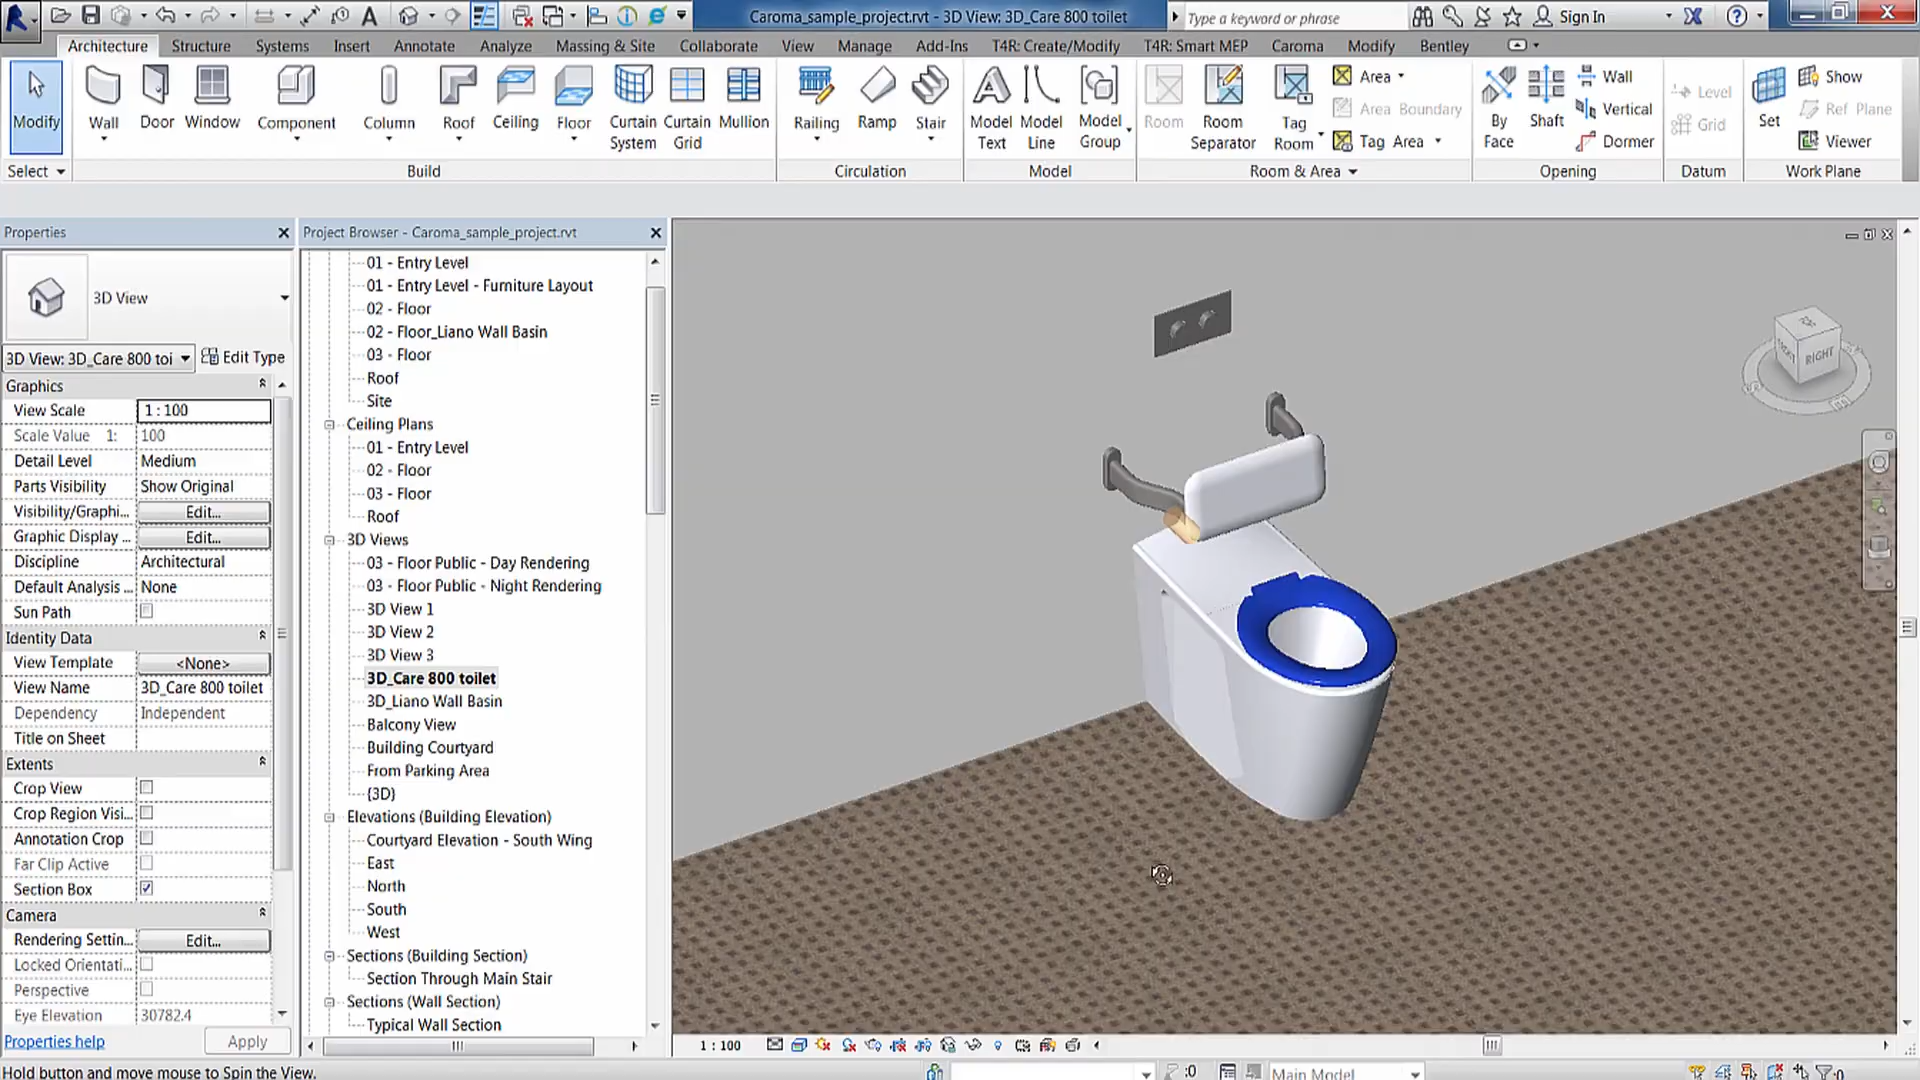 Caroma_sample_project.rvt - 3D View: 3D_Care 800 toilet
Type a keyword or phrase
Sign In
Architecture Structure Systems Insert Annotate Analyze Massing & Site Collaborate View Manage Add-Ins T4R: Create/Modify T4R: Smart MEP Caroma Modify Bentley
Modify
Wall
Door
Window
Component
Column
Roof
Ceiling
Floor
Curtain System
Curtain Grid
Mullion
Railing
Ramp
Stair
Model Text
Model Line
Model Group
Room
Room Separator
Tag Room
Area
Area Boundary
Tag Area
By Face
Shaft
Wall
Vertical
Dormer
Level
Grid
Set
Show
Ref Plane
Viewer
Select Build Circulation Model Room & Area Opening Datum Work Plane
Properties
3D View
3D View: 3D_Care 800 toi
Edit Type
Graphics
View Scale 1 : 100
Scale Value 1: 100
Detail Level Medium
Parts Visibility Show Original
Visibility/Graphi... Edit...
Graphic Display ... Edit...
Discipline Architectural
Default Analysis ... None
Sun Path
Identity Data
View Template <None>
View Name 3D_Care 800 toilet
Dependency Independent
Title on Sheet
Extents
Crop View
Crop Region Visi...
Annotation Crop
Far Clip Active
Section Box
Camera
Rendering Settin... Edit...
Locked Orientati...
Perspective
Eye Elevation 30782.4
Properties help
Apply
Project Browser - Caroma_sample_project.rvt
01 - Entry Level
01 - Entry Level - Furniture Layout
02 - Floor
02 - Floor_Liano Wall Basin
03 - Floor
Roof
Site
Ceiling Plans
01 - Entry Level
02 - Floor
03 - Floor
Roof
3D Views
03 - Floor Public - Day Rendering
03 - Floor Public - Night Rendering
3D View 1
3D View 2
3D View 3
3D_Care 800 toilet
3D_Liano Wall Basin
Balcony View
Building Courtyard
From Parking Area
{3D}
Elevations (Building Elevation)
Courtyard Elevation - South Wing
East
North
South
West
Sections (Building Section)
Section Through Main Stair
Sections (Wall Section)
Typical Wall Section
RIGHT
1 : 100
Hold button and move mouse to Spin the View.
:0
Main Model
:0